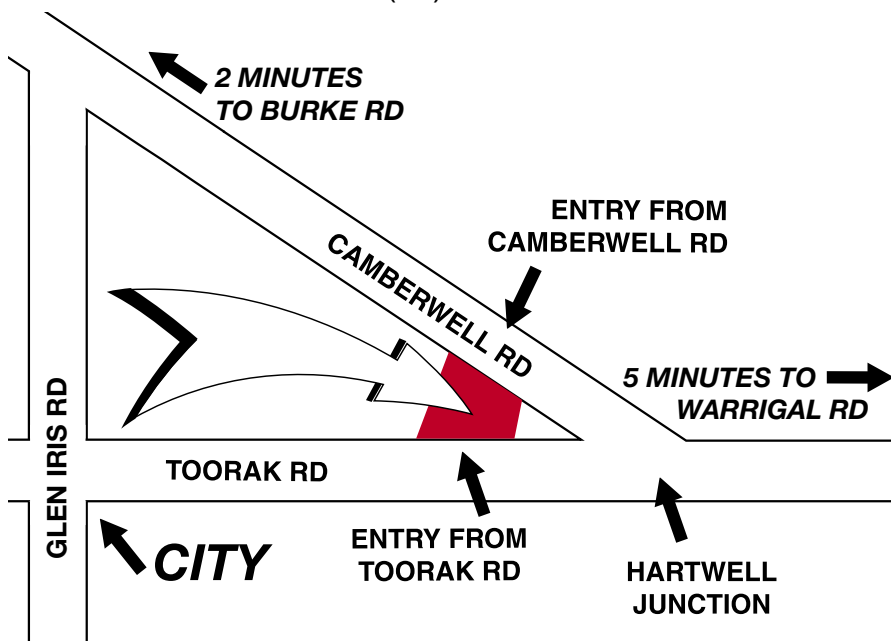 2 MINUTES
TO BURKE RD
ENTRY FROM
CAMBERWELL RD
CAMBERWELL RD
5 MINUTES TO
WARRIGAL RD
GLEN IRIS RD
TOORAK RD
CITY
ENTRY FROM
TOORAK RD
HARTWELL
JUNCTION